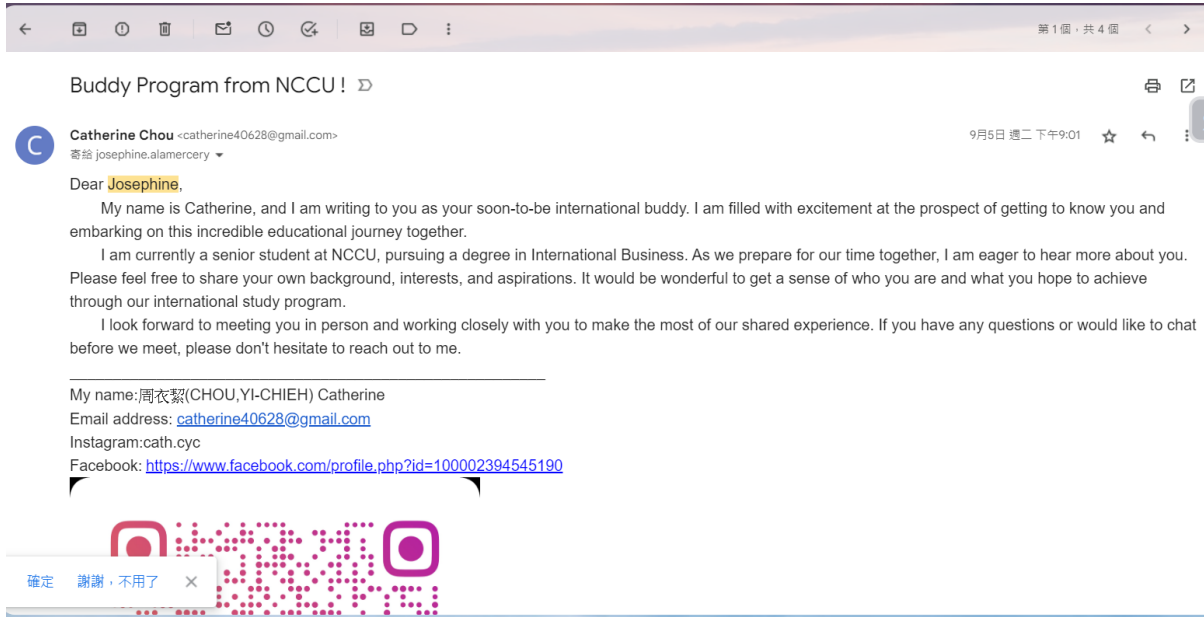 第 1 個，共 4 個
Buddy Program from NCCU !
Catherine Chou <catherine40628@gmail.com>
9月5日 週二 下午9:01
寄給 josephine.alamercery
C
Dear Josephine,
My name is Catherine, and I am writing to you as your soon-to-be international buddy. I am filled with excitement at the prospect of getting to know you and
embarking on this incredible educational journey together.
I am currently a senior student at NCCU, pursuing a degree in International Business. As we prepare for our time together, I am eager to hear more about you.
Please feel free to share your own background, interests, and aspirations. It would be wonderful to get a sense of who you are and what you hope to achieve
through our international study program.
I look forward to meeting you in person and working closely with you to make the most of our shared experience. If you have any questions or would like to chat
before we meet, please don't hesitate to reach out to me.
My name:周衣絜(CHOU,YI-CHIEH) Catherine
Email address: catherine40628@gmail.com
Instagram:cath.cyc
Facebook: https://www.facebook.com/profile.php?id=100002394545190
確定 謝謝，不用了